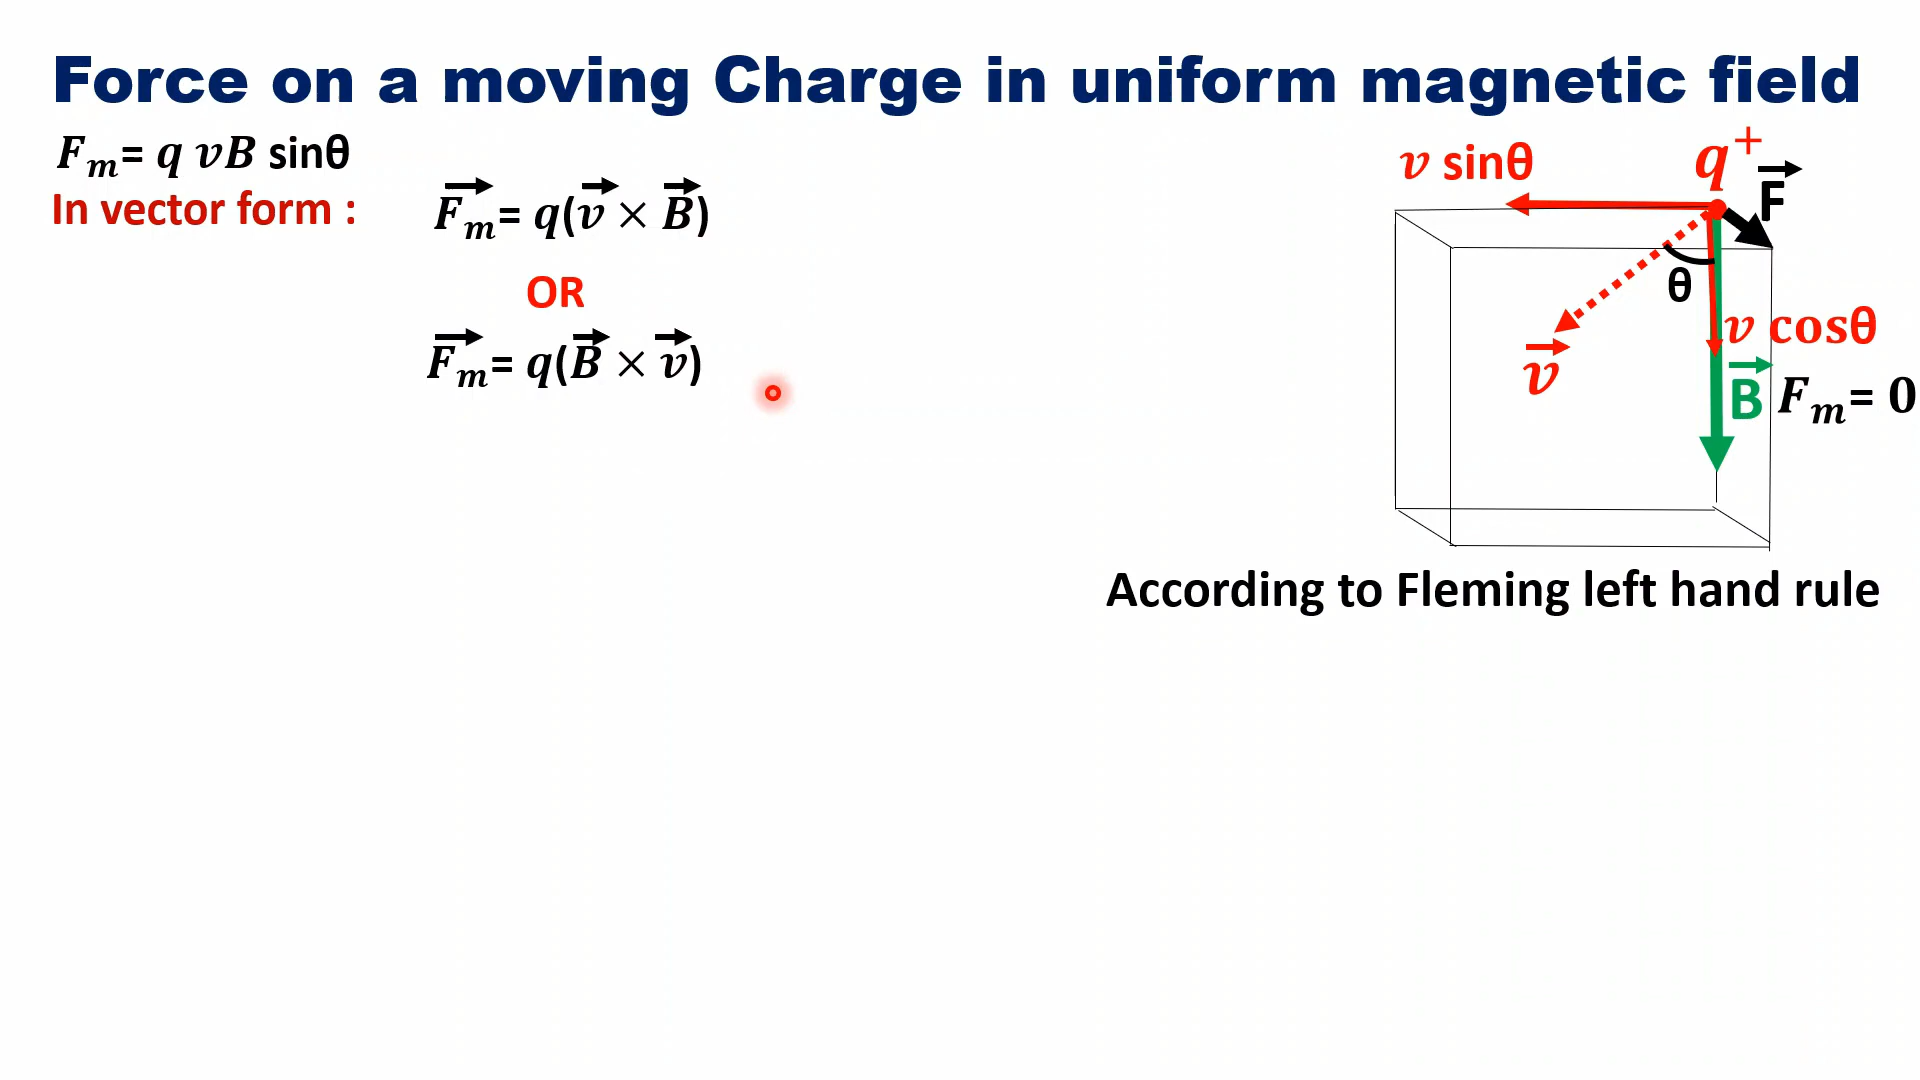 Force on a moving Charge in uniform magnetic field
Fₘ= q vB sinθ
In vector form :
F⃗ₘ= q(v⃗ × B⃗)
OR
F⃗ₘ= q(B⃗ × v⃗)
v sinθ
q⁺
F⃗
θ
v cosθ
v⃗
B⃗
Fₘ= 0
According to Fleming left hand rule